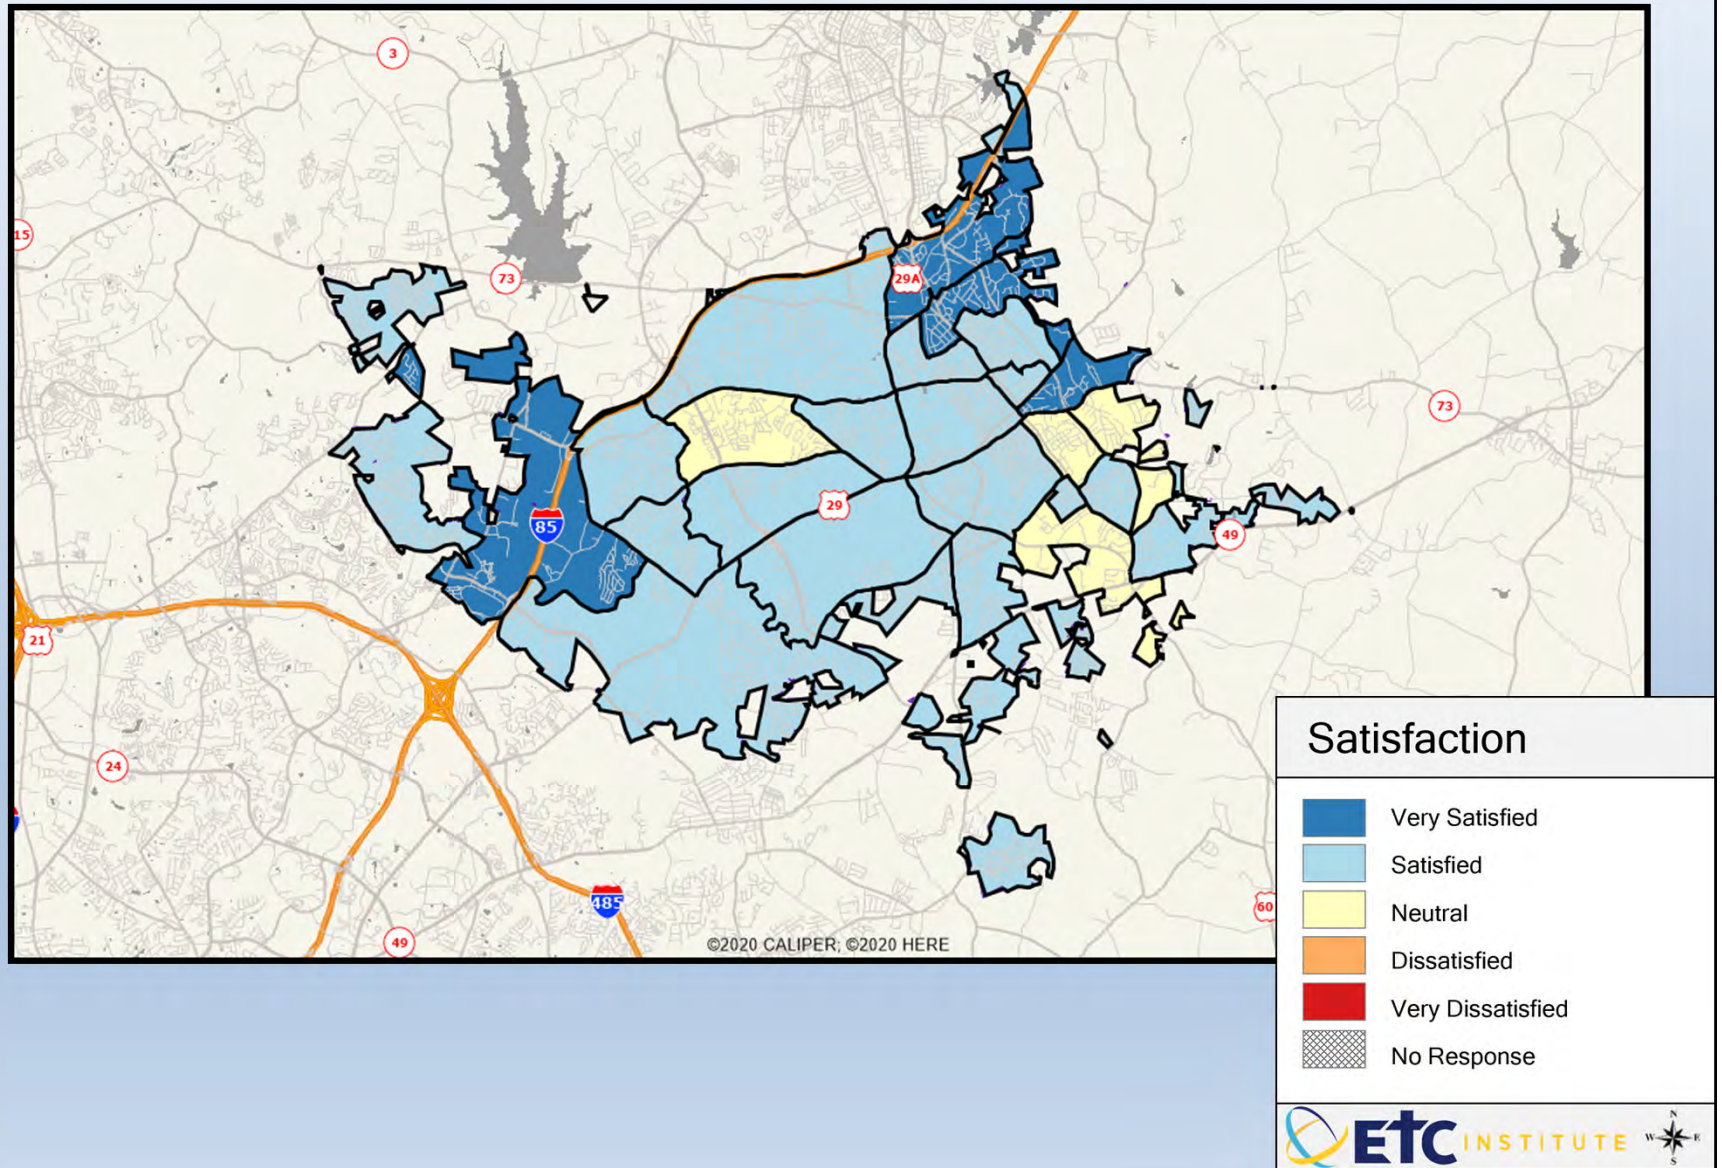 3
15
73
29A
73
29
85
49
21
24
485
49
60
©2020 CALIPER; ©2020 HERE
Satisfaction
Very Satisfied
Satisfied
Neutral
Dissatisfied
Very Dissatisfied
No Response
ETC INSTITUTE
N
W E
S